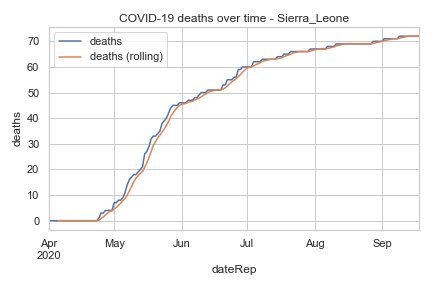 COVID-19 deaths over time - Sierra_Leone
deaths
deaths (rolling)
deaths
70
60
50
40
30
20
10
0
Apr
2020
May
Jun
Jul
Aug
Sep
dateRep